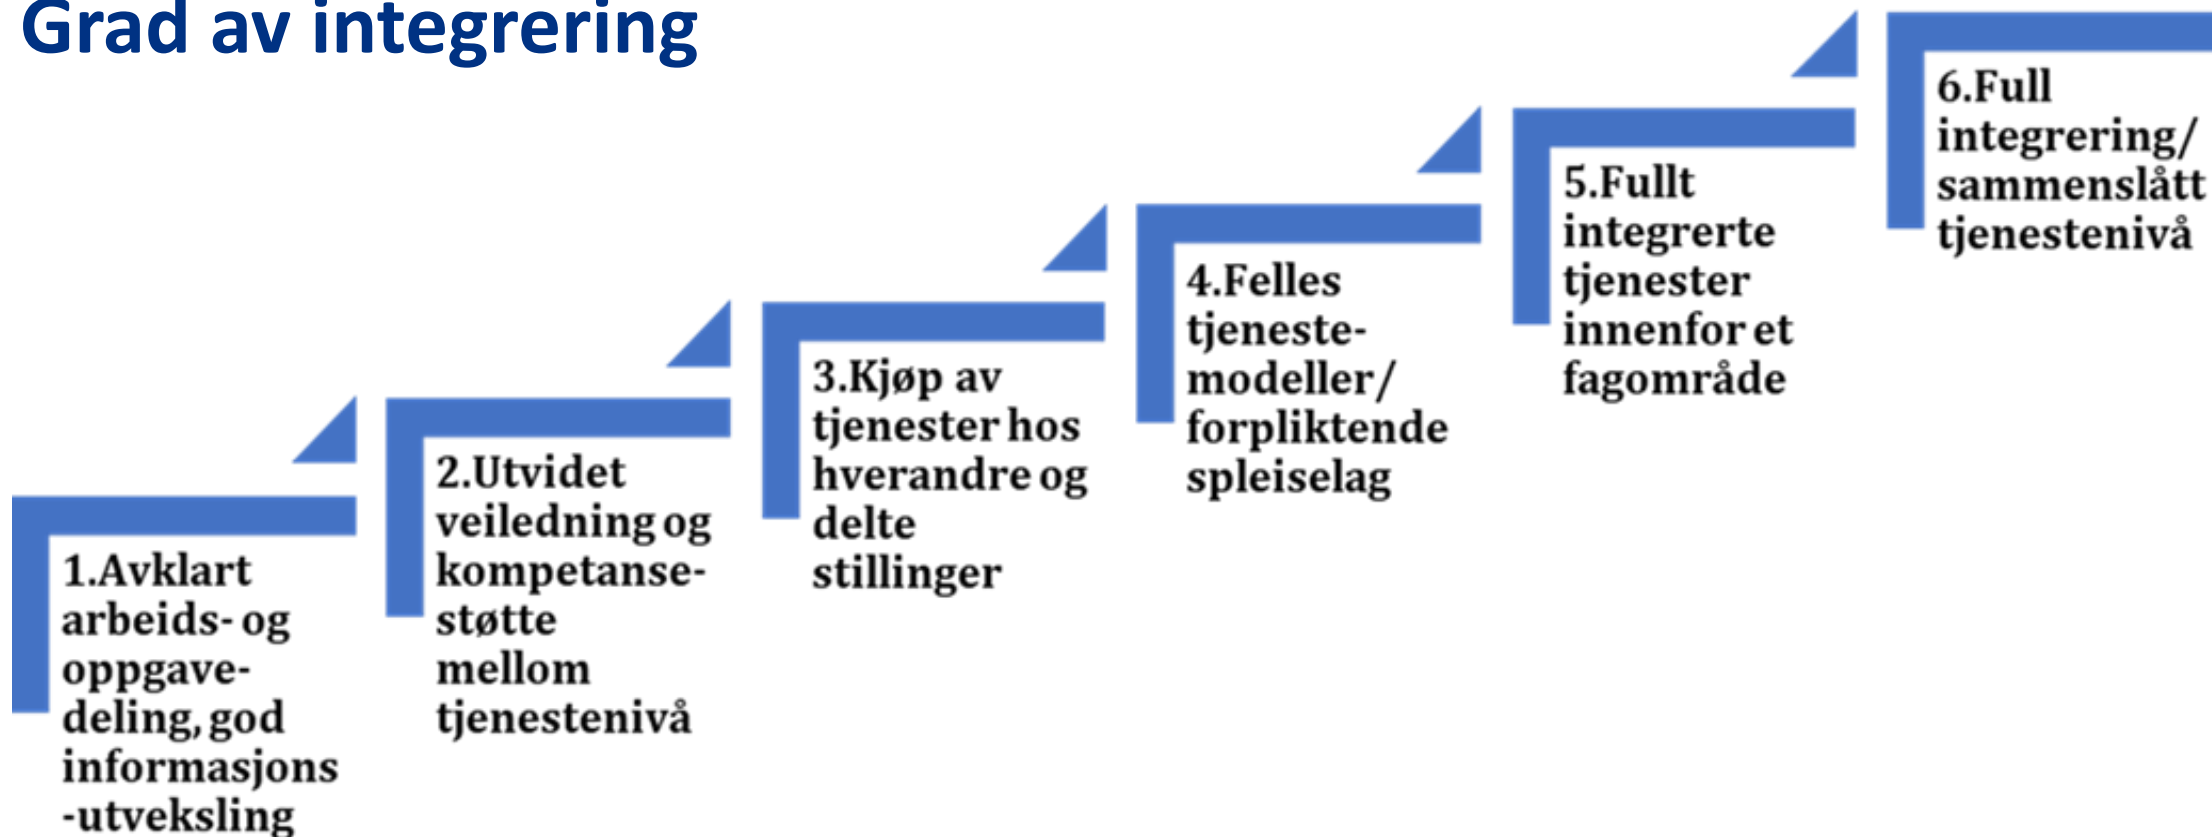 Grad av integrering
1.Avklart
arbeids- og
oppgave-
deling, god
informasjons
-utveksling
2.Utvidet
veiledning og
kompetanse-
støtte
mellom
tjenestenivå
3.Kjøp av
tjenester hos
hverandre og
delte
stillinger
4.Felles
tjeneste-
modeller/
forpliktende
spleiselag
5.Fullt
integrerte
tjenester
innenfor et
fagområde
6.Full
integrering/
sammenslått
tjenestenivå